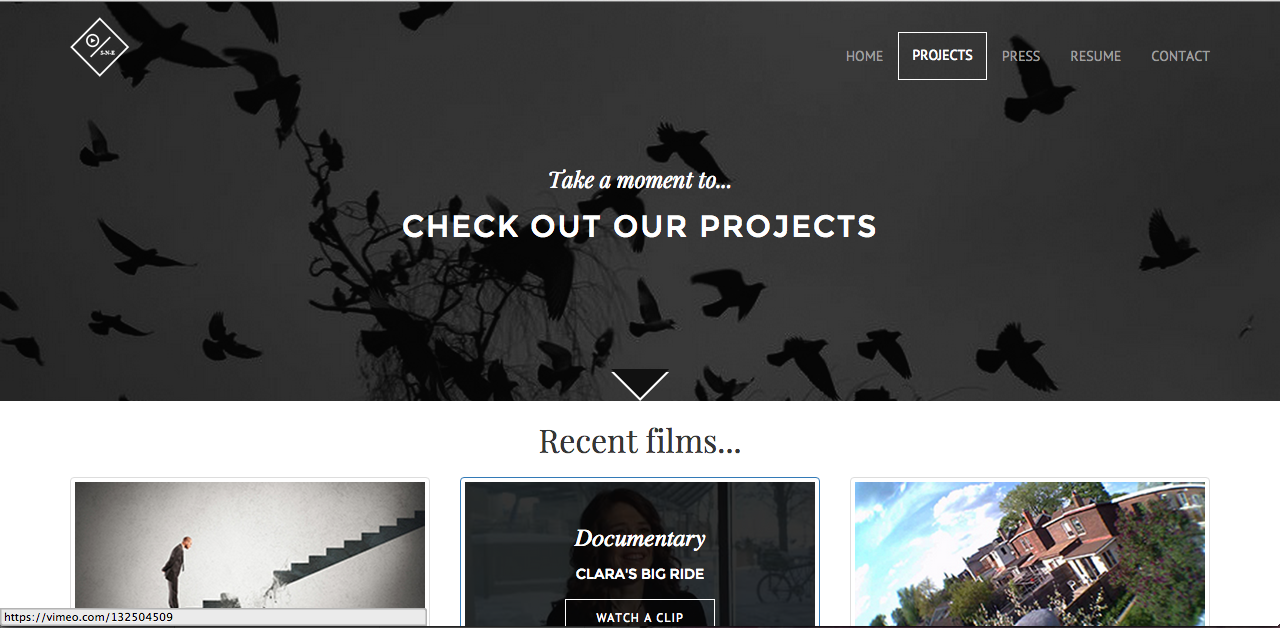 S-N-R
HOME PROJECTS PRESS RESUME CONTACT
Take a moment to...
CHECK OUT OUR PROJECTS
Recent films...
Documentary
CLARA'S BIG RIDE
WATCH A CLIP
https://vimeo.com/132504509